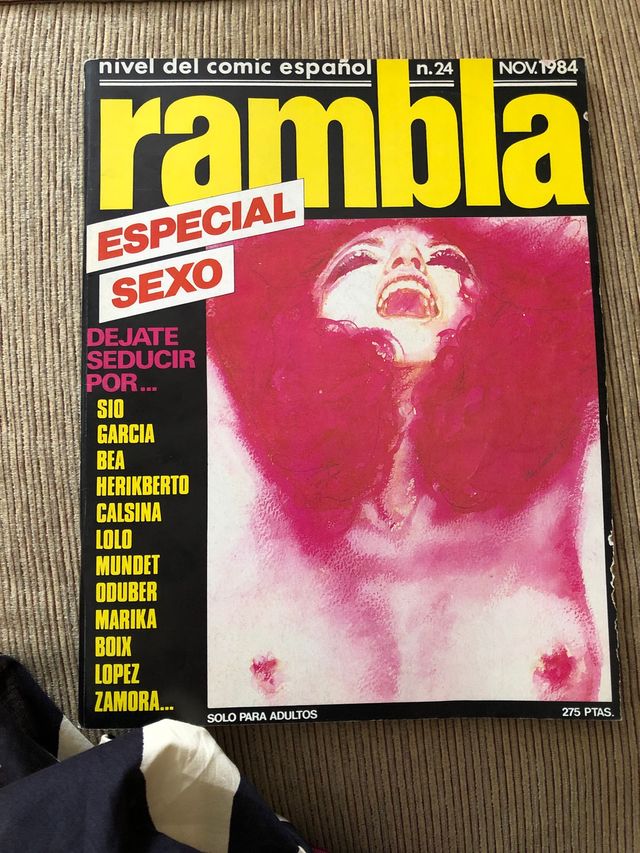 nivel del comic español n.24 NOV.1984
rambla
ESPECIAL
SEXO
DEJATE
SEDUCIR
POR...
SIO
GARCIA
BEA
HERIKBERTO
CALSINA
LOLO
MUNDET
ODUBER
MARIKA
BOIX
LOPEZ
ZAMORA...
SOLO PARA ADULTOS
275 PTAS.